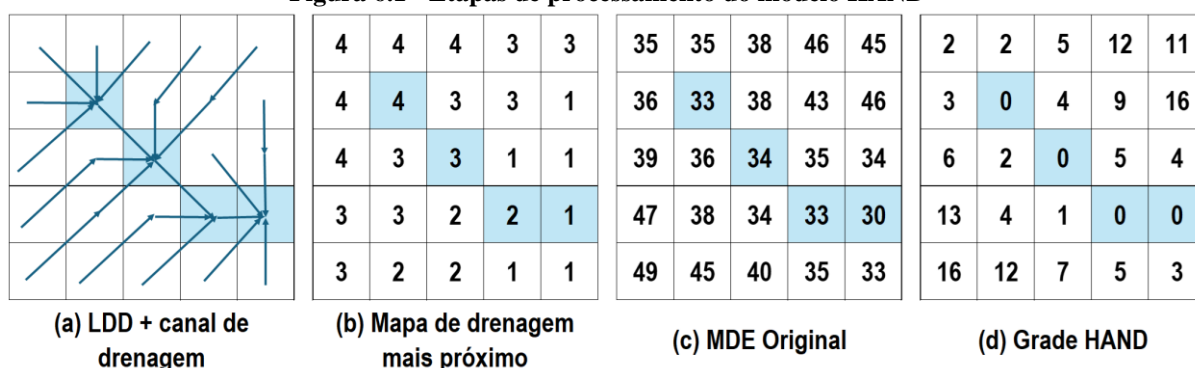 4 4 4 3 3 35 35 38 46 45 2 2 5 12 11
4 4 3 3 1 36 33 38 43 46 3 0 4 9 16
4 3 3 1 1 39 36 34 35 34 6 2 0 5 4
3 3 2 2 1 47 38 34 33 30 13 4 1 0 0
3 2 2 1 1 49 45 40 35 33 16 12 7 5 3
(a) LDD + canal de
drenagem
(b) Mapa de drenagem
mais próximo
(c) MDE Original
(d) Grade HAND